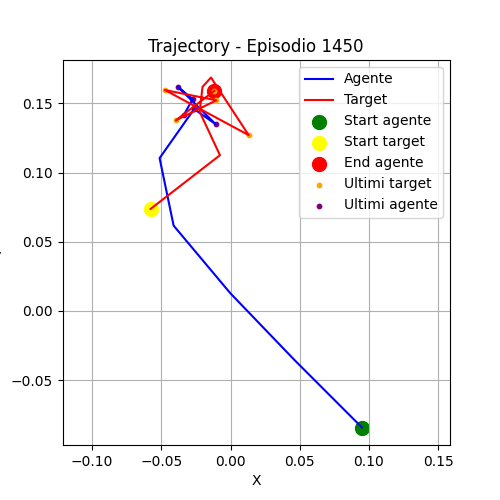 Trajectory - Episodio 1450
Agente
Target
Start agente
Start target
End agente
Ultimi target
Ultimi agente
0.15
0.10
0.05
0.00
−0.05
−0.10
−0.05
0.00
0.05
0.10
0.15
X